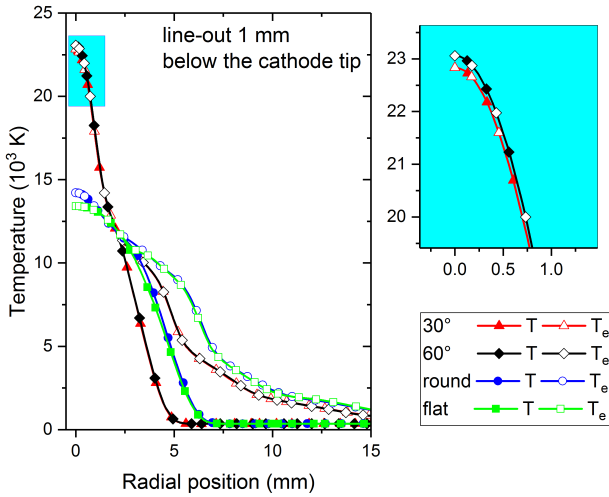 line-out 1 mm
below the cathode tip
Temperature (10³ K)
25
20
15
10
5
0
0
5
10
15
Radial position (mm)
23
22
21
20
0.0
0.5
1.0
30° T Tₑ
60° T Tₑ
round T Tₑ
flat T Tₑ